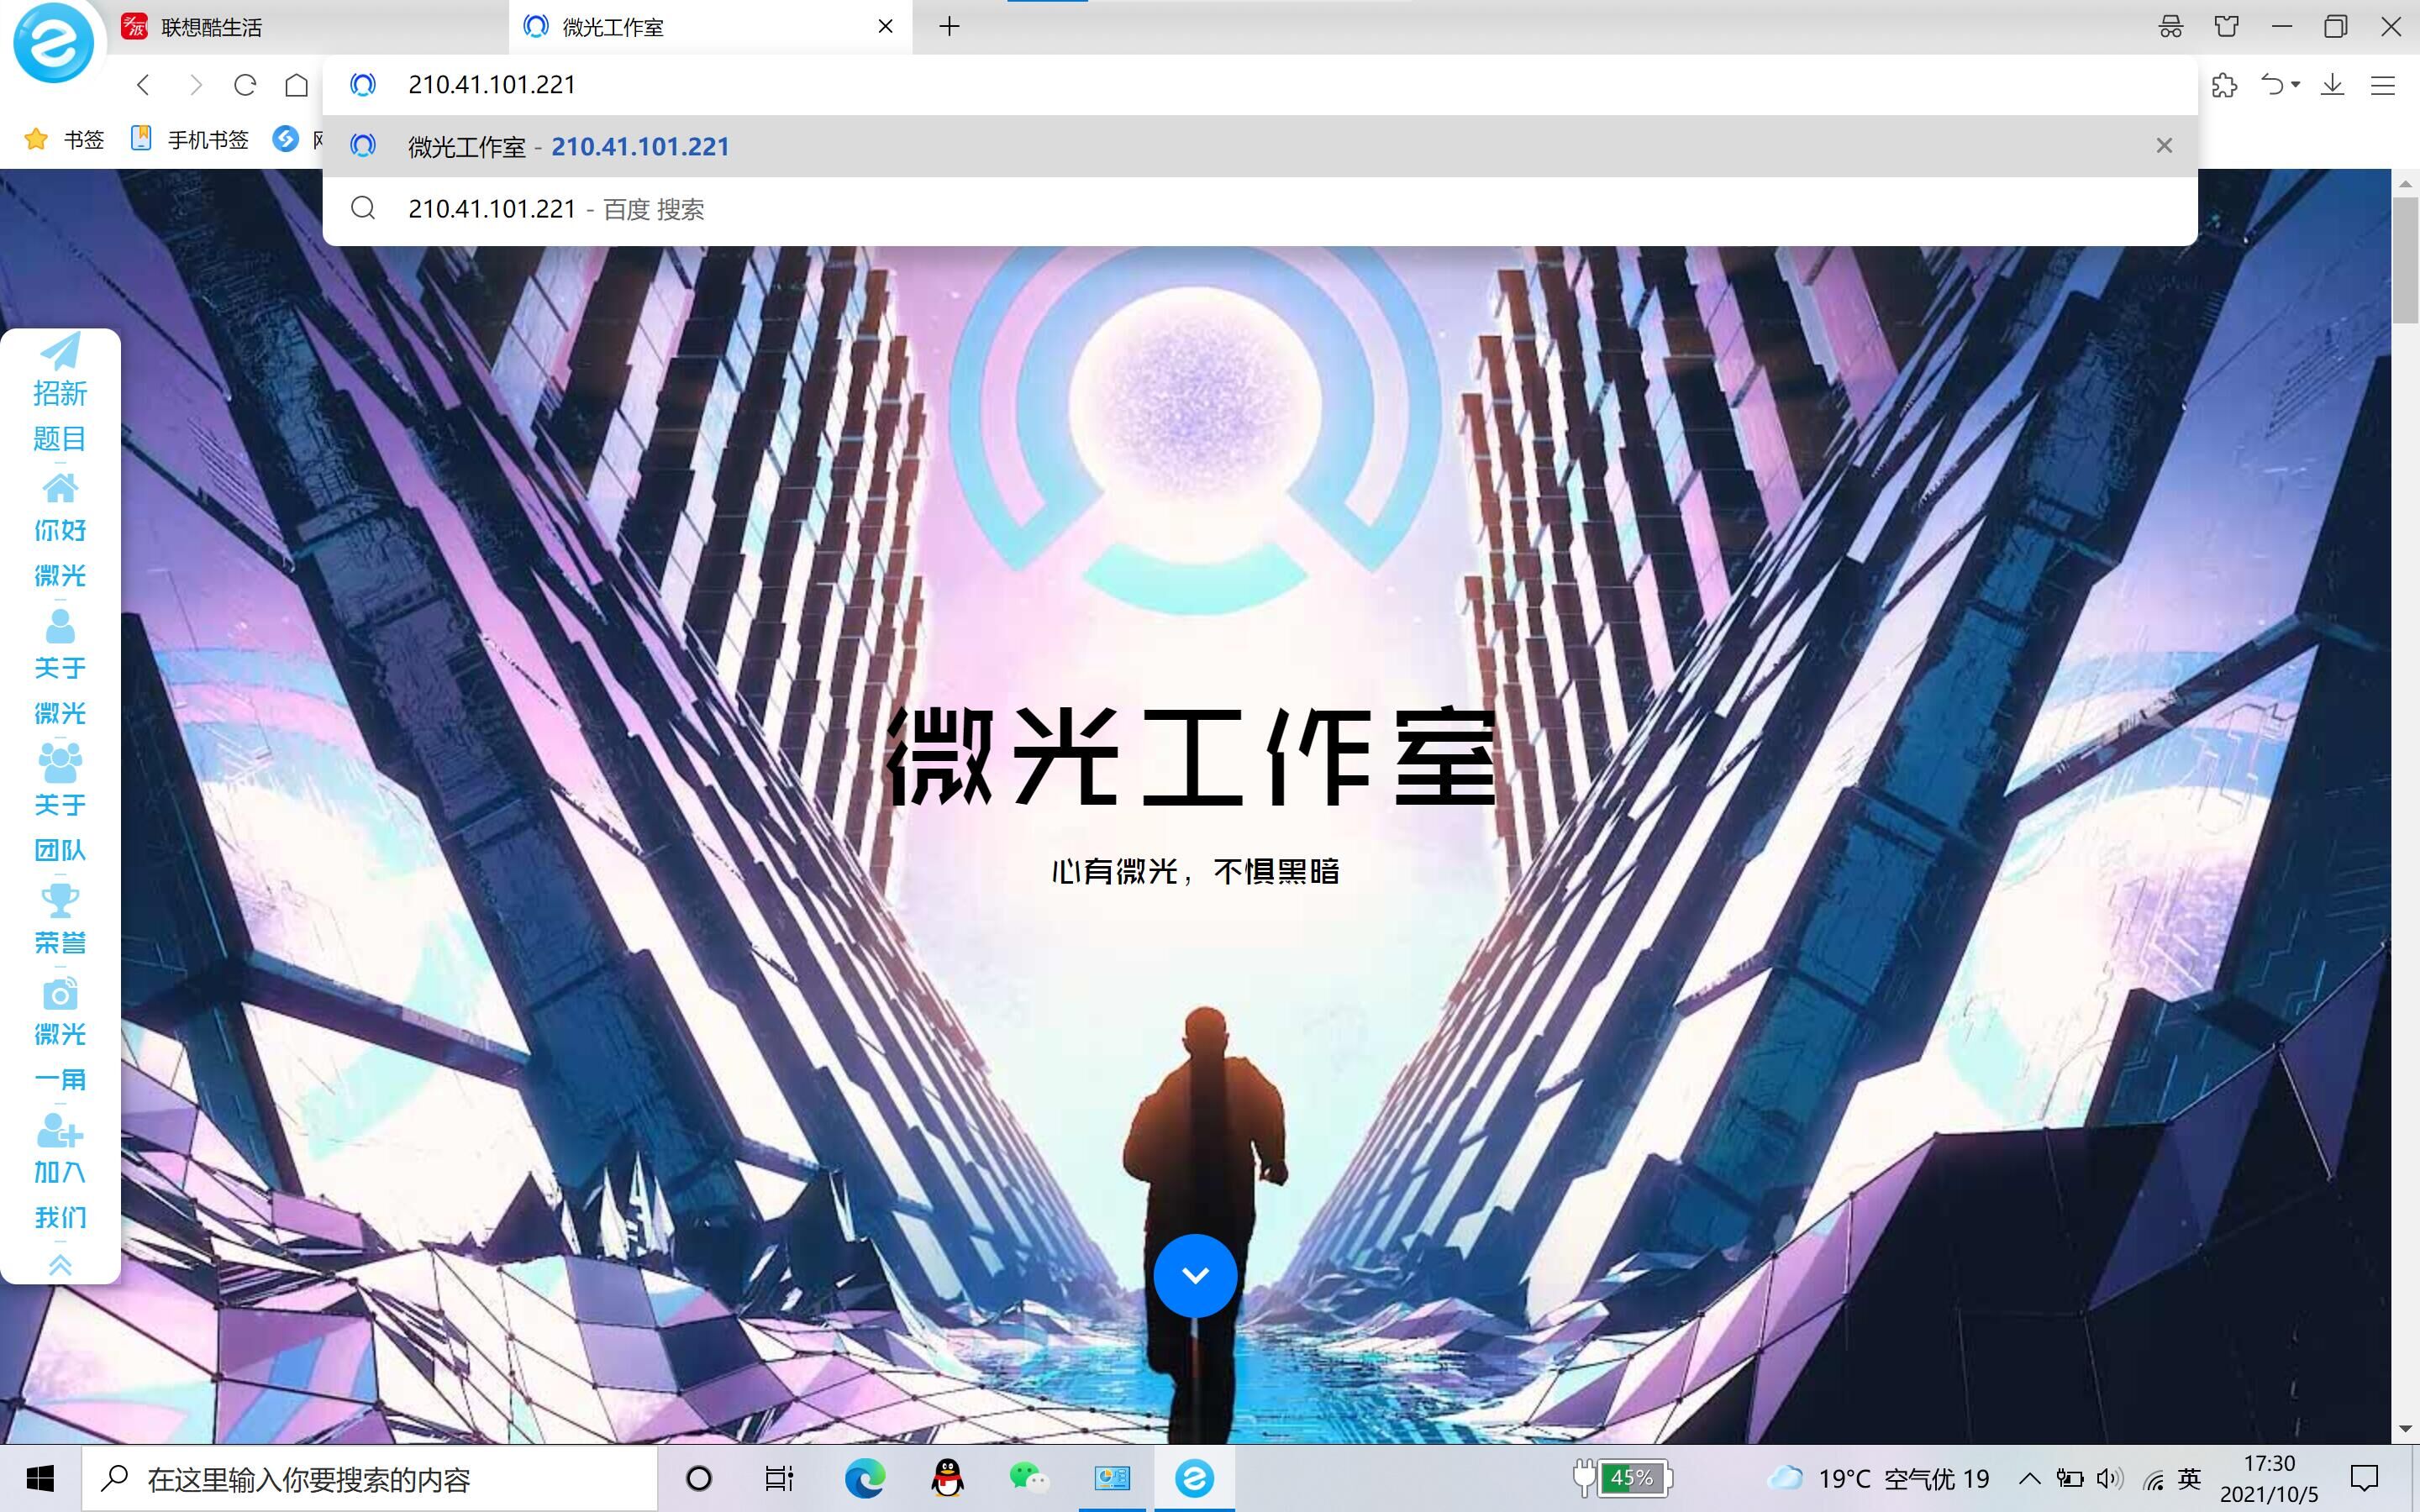 联想酷生活
微光工作室
210.41.101.221
书签
手机书签
微光工作室 - 210.41.101.221
210.41.101.221 - 百度 搜索
招新
题目
你好
微光
关于
微光
关于
团队
荣誉
微光
一角
加入
我们
微光工作室
心有微光，不惧黑暗
在这里输入你要搜索的内容
45%
19°C 空气优 19
英
17:30
2021/10/5